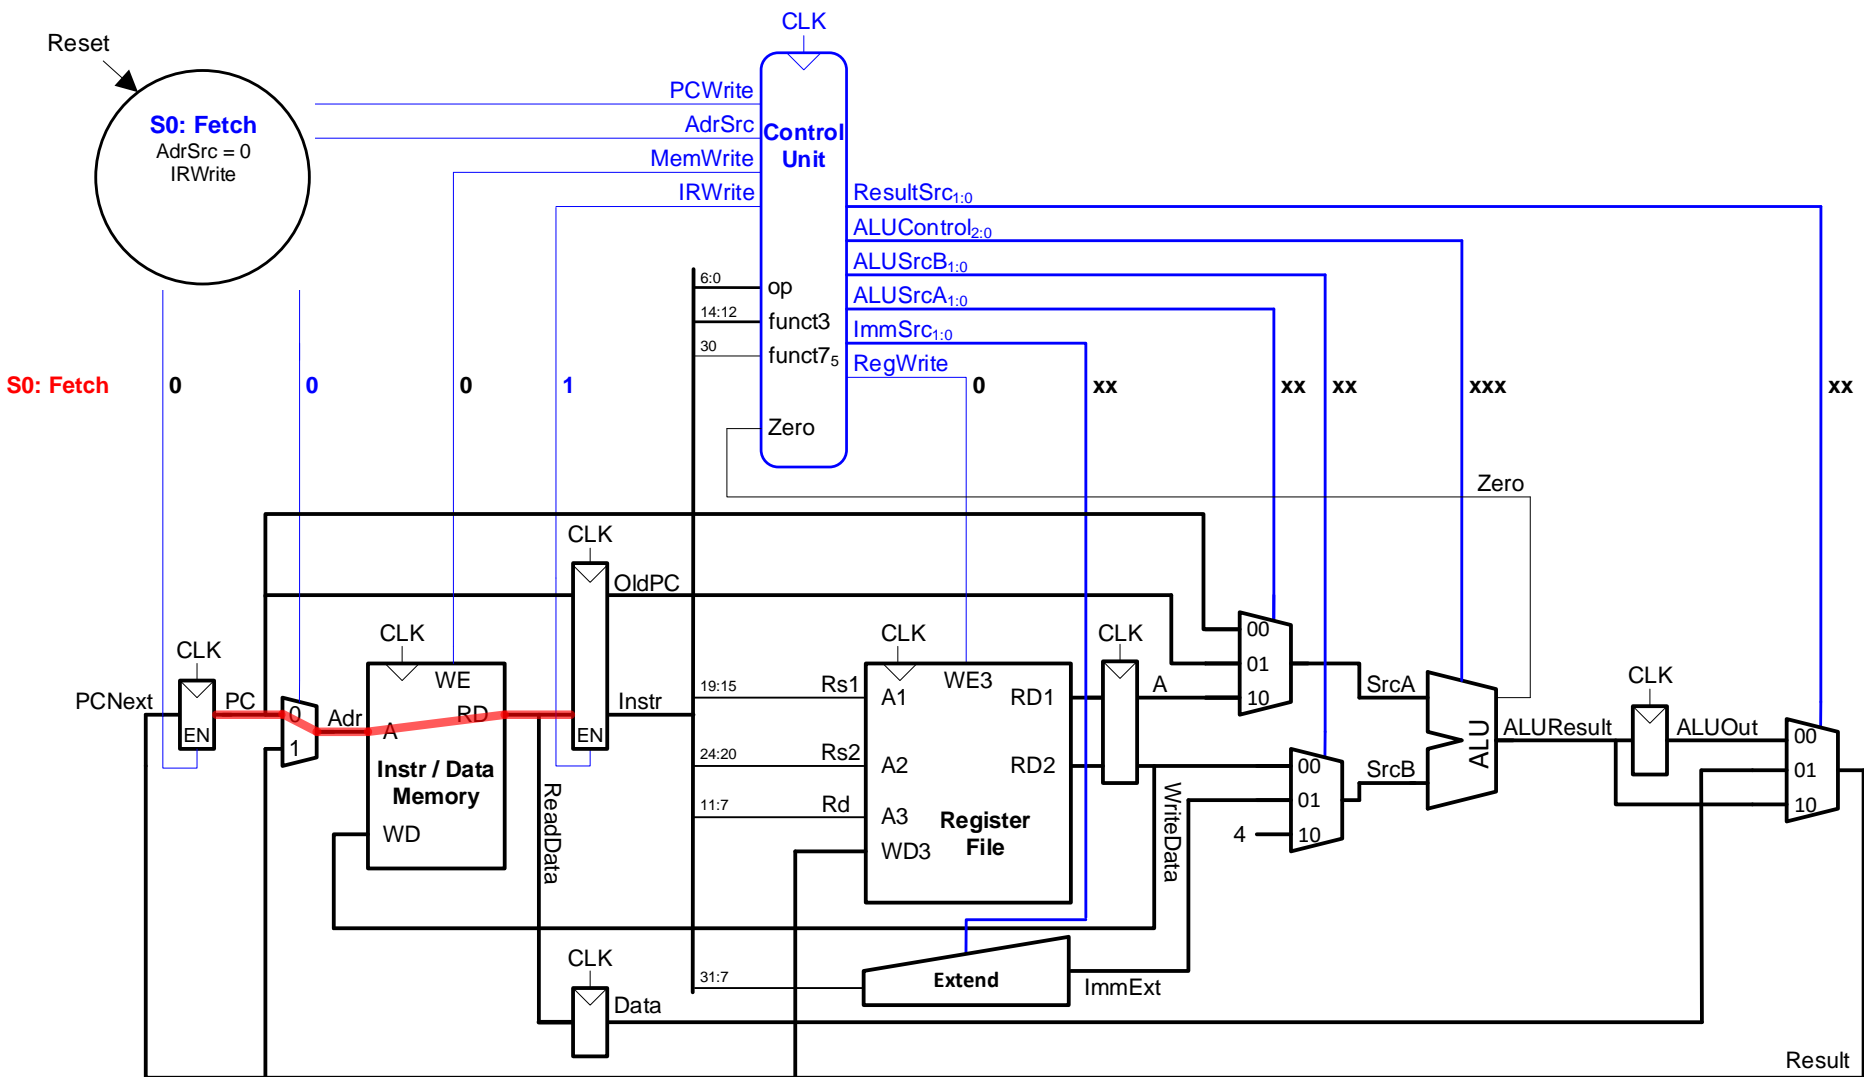 CLK
Reset
S0: Fetch
AdrSrc = 0
IRWrite
PCWrite
AdrSrc
MemWrite
IRWrite
Control
Unit
ResultSrc1:0
ALUControl2:0
ALUSrcB1:0
ALUSrcA1:0
ImmSrc1:0
RegWrite
6:0
op
14:12
funct3
30
funct75
Zero
S0: Fetch
0
0
0
1
0
xx
xx
xx
xxx
xx
Zero
CLK
OldPC
CLK
PCNext
EN
PC
0
1
Adr
CLK
WE
A
RD
Instr / Data
Memory
WD
ReadData
EN
Instr
19:15
Rs1
24:20
Rs2
11:7
Rd
31:7
CLK
A1
WE3
RD1
A2
RD2
A3
WD3
Register
File
CLK
A
WriteData
00
01
10
SrcA
00
01
10
4
SrcB
ALU
ALUResult
CLK
ALUOut
00
01
10
Extend
ImmExt
CLK
Data
Result